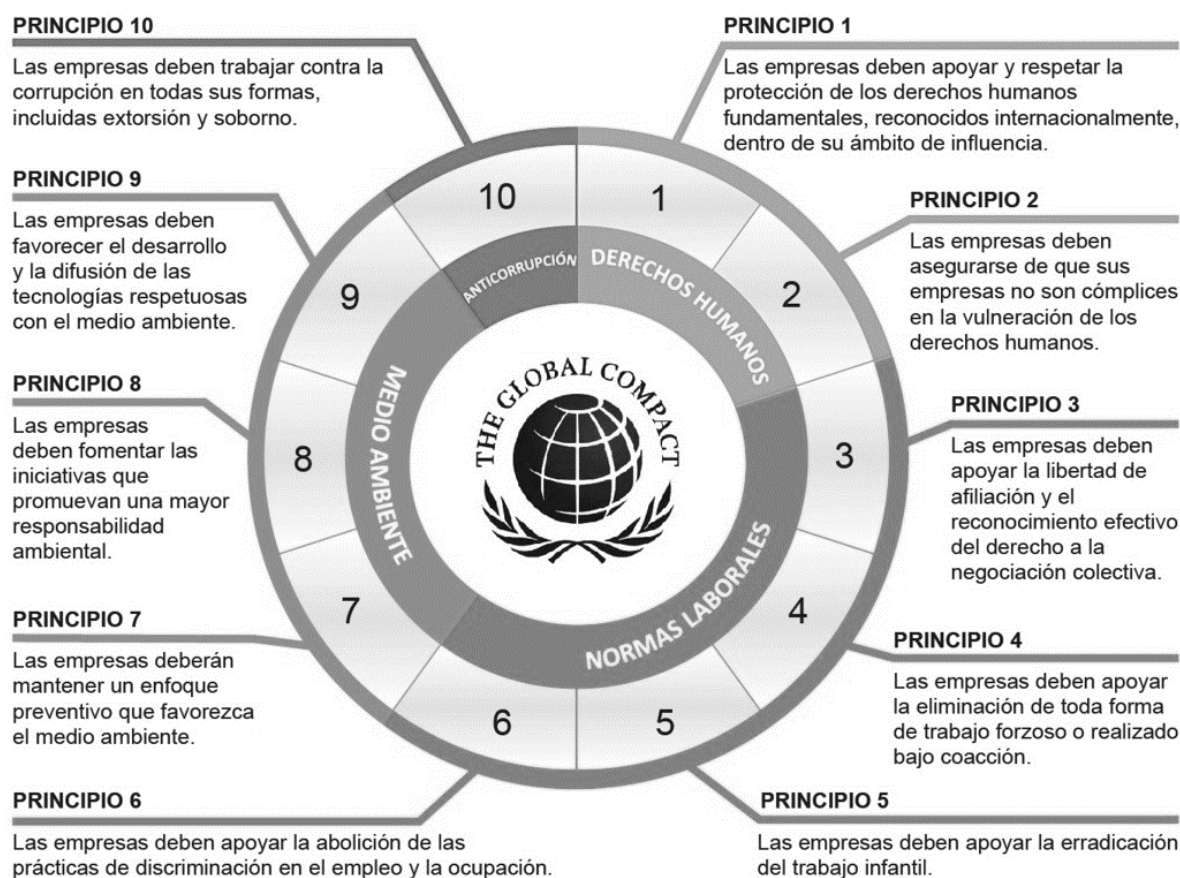 PRINCIPIO 10
Las empresas deben trabajar contra la
corrupción en todas sus formas,
incluidas extorsión y soborno.
PRINCIPIO 1
Las empresas deben apoyar y respetar la
protección de los derechos humanos
fundamentales, reconocidos internacionalmente,
dentro de su ámbito de influencia.
PRINCIPIO 9
Las empresas deben
favorecer el desarrollo
y la difusión de las
tecnologías respetuosas
con el medio ambiente.
PRINCIPIO 2
Las empresas deben
asegurarse de que sus
empresas no son cómplices
en la vulneración de los
derechos humanos.
PRINCIPIO 8
Las empresas
deben fomentar las
iniciativas que
promuevan una mayor
responsabilidad
ambiental.
PRINCIPIO 3
Las empresas deben
apoyar la libertad de
afiliación y el
reconocimiento efectivo
del derecho a la
negociación colectiva.
PRINCIPIO 7
Las empresas deberán
mantener un enfoque
preventivo que favorezca
el medio ambiente.
PRINCIPIO 4
Las empresas deben apoyar
la eliminación de toda forma
de trabajo forzoso o realizado
bajo coacción.
PRINCIPIO 6
Las empresas deben apoyar la abolición de las
prácticas de discriminación en el empleo y la ocupación.
PRINCIPIO 5
Las empresas deben apoyar la erradicación
del trabajo infantil.
10
1
2
3
4
5
6
7
8
9
ANTICORRUPCIÓN
DERECHOS HUMANOS
NORMAS LABORALES
MEDIO AMBIENTE
THE GLOBAL COMPACT